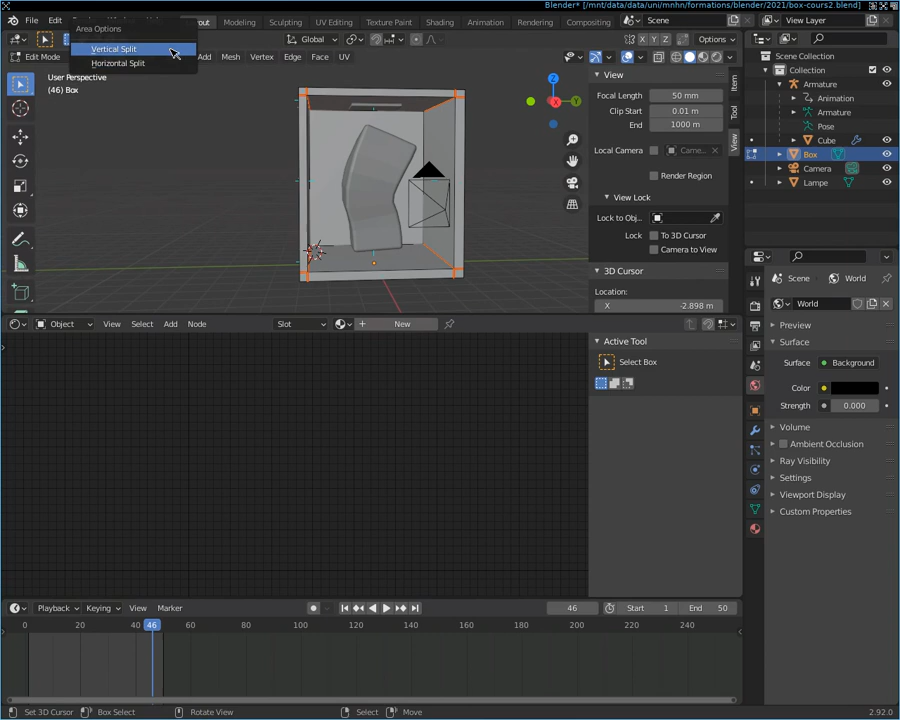 Blender* [/mnt/data/data/uni/mnhn/formations/blender/2021/box-cours2.blend]
File Edit
Modeling Sculpting UV Editing Texture Paint Shading Animation Rendering Compositing
Scene
View Layer
Area Options
Vertical Split
Horizontal Split
Global
Options
Edit Mode
Add Mesh Vertex Edge Face UV
X Y Z
User Perspective
(46) Box
Z
X
Y
View
Focal Length 50 mm
Clip Start 0.01 m
End 1000 m
Local Camera Came...
Render Region
View Lock
Lock to Obj...
Lock To 3D Cursor
Camera to View
3D Cursor
Location:
X -2.898 m
Item
Tool
View
Scene Collection
Collection
Armature
Animation
Armature
Pose
Cube
Box
Camera
Lampe
Object View Select Add Node Slot New
Active Tool
Select Box
Scene World
World
Preview
Surface
Surface Background
Color
Strength 0.000
Volume
Ambient Occlusion
Ray Visibility
Settings
Viewport Display
Custom Properties
Playback Keying View Marker
46 Start 1 End 50
0 20 40 46 80 100 120 140 160 180 200 220 240
Set 3D Cursor Box Select Rotate View Select Move 2.92.0